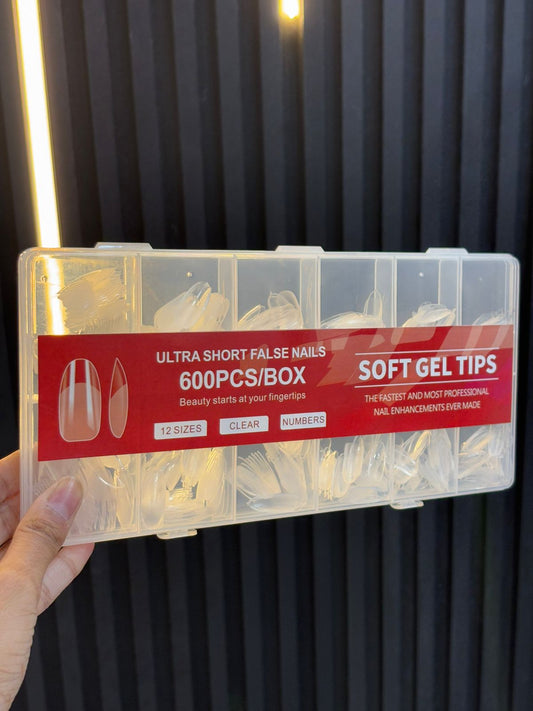 ULTRA SHORT FALSE NAILS
600PCS/BOX
Beauty starts at your fingertips
12 SIZES
CLEAR
NUMBERS
SOFT GEL TIPS
THE FASTEST AND MOST PROFESSIONAL
NAIL ENHANCEMENTS EVER MADE